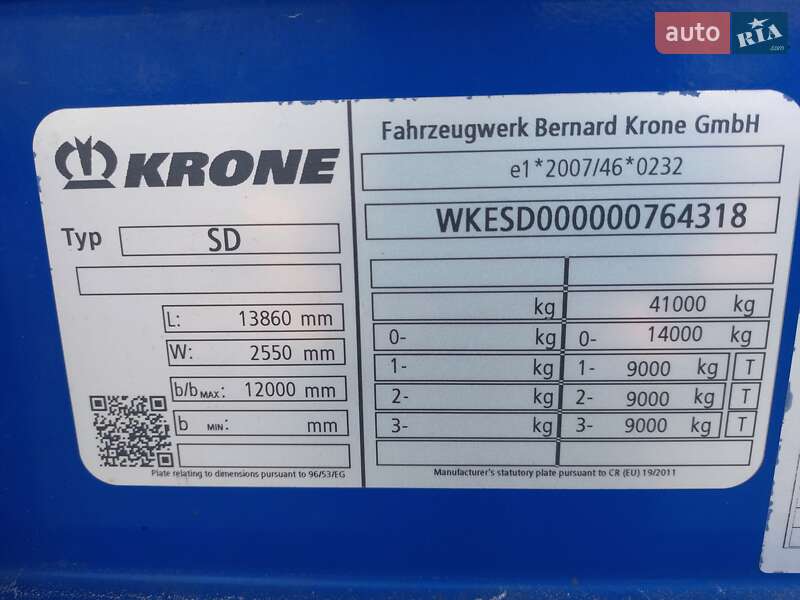 auto RIA.com
KRONE
Typ SD
L: 13860 mm
W: 2550 mm
b/b MAX: 12000 mm
b MIN: mm
Plate relating to dimensions pursuant to 96/53/EG
Fahrzeugwerk Bernard Krone GmbH
e1*2007/46*0232
WKESD000000764318
kg 41000 kg
0- kg 0- 14000 kg
1- kg 1- 9000 kg T
2- kg 2- 9000 kg T
3- kg 3- 9000 kg T
Manufacturer's statutory plate pursuant to CR (EU) 19/2011